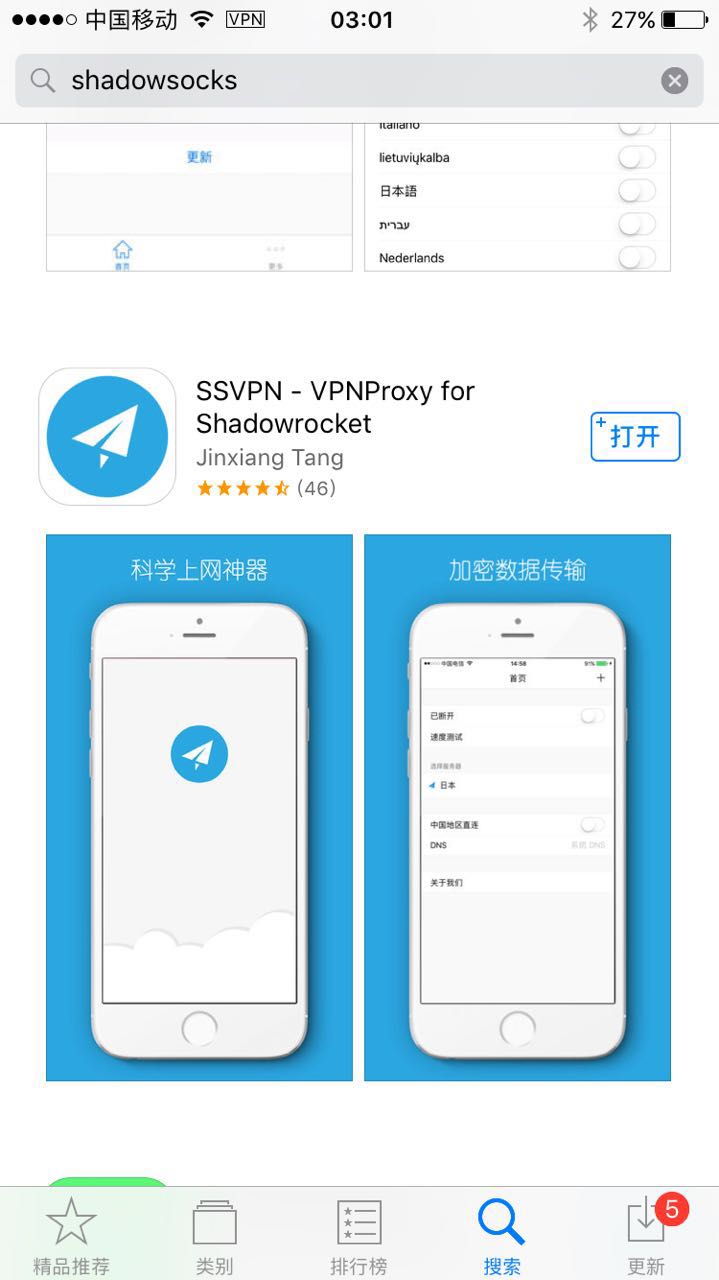 中国移动 VPN 03:01 27%
shadowsocks
更新
首页 更多
italiano
lietuviųkalba
日本語
עברית
Nederlands
SSVPN - VPNProxy for
Shadowrocket
Jinxiang Tang
(46)
打开
科学上网神器
加密数据传输
中国电信 14:58 91%
首页
已断开
速度测试
选择服务器
日本
中国地区直连
DNS 系统 DNS
关于我们
精品推荐 类别 排行榜 搜索 更新
5